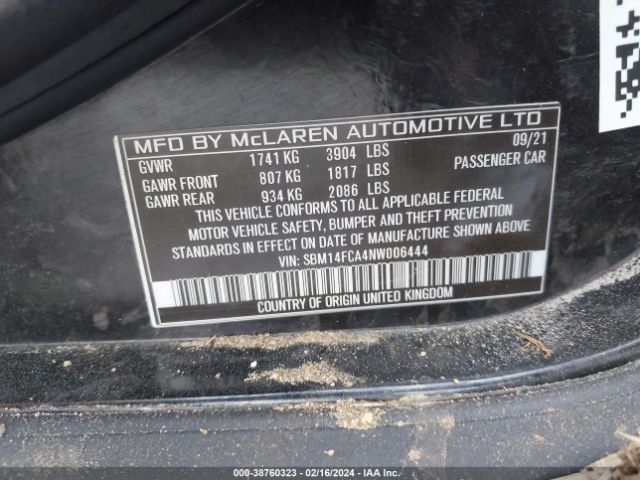 MFD BY McLAREN AUTOMOTIVE LTD
09/21
GVWR 1741 KG 3904 LBS
PASSENGER CAR
GAWR FRONT 807 KG 1817 LBS
GAWR REAR 934 KG 2086 LBS
THIS VEHICLE CONFORMS TO ALL APPLICABLE FEDERAL
MOTOR VEHICLE SAFETY, BUMPER AND THEFT PREVENTION
STANDARDS IN EFFECT ON DATE OF MANUFACTURE SHOWN ABOVE
VIN: SBM14FCA4NW006444
COUNTRY OF ORIGIN UNITED KINGDOM
00-38760323 - 02/16/2024 - IAA Inc.